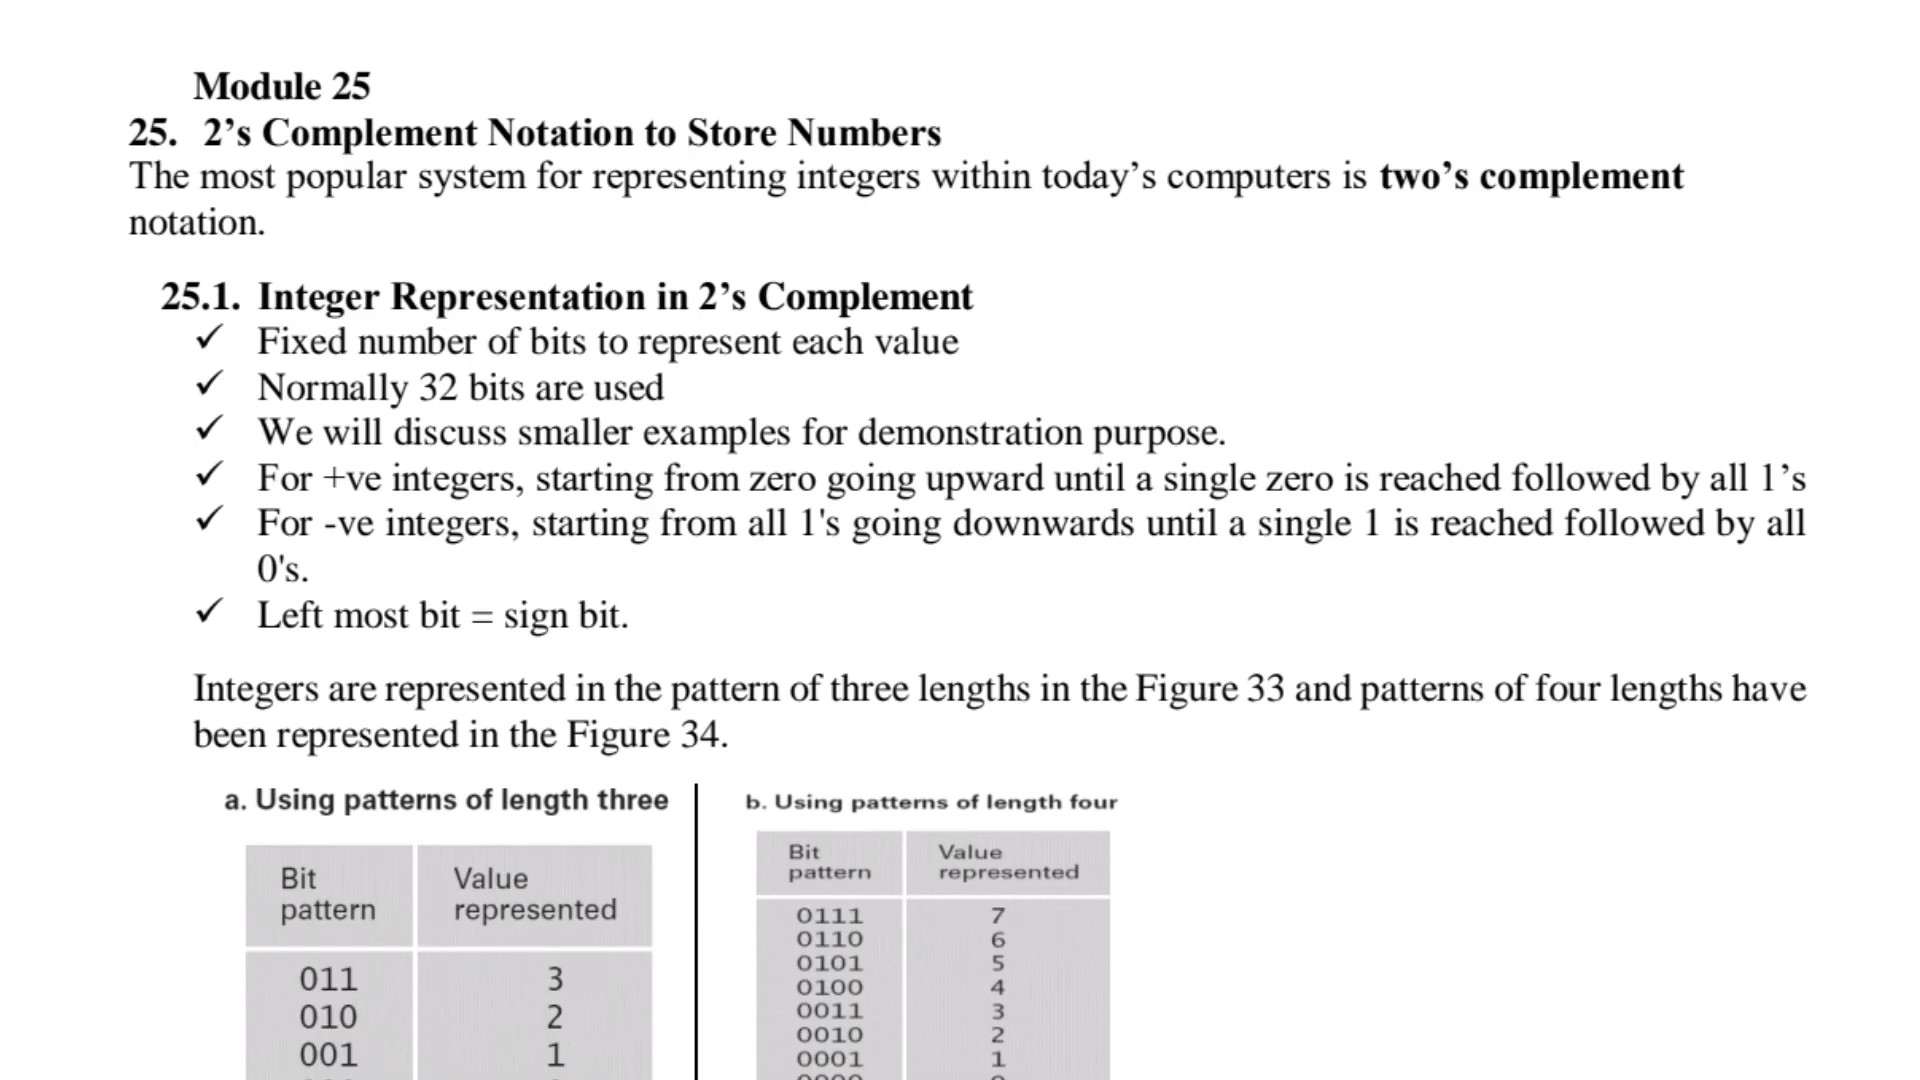 Module 25
25. 2’s Complement Notation to Store Numbers
The most popular system for representing integers within today’s computers is two’s complement
notation.
25.1. Integer Representation in 2’s Complement
✓ Fixed number of bits to represent each value
✓ Normally 32 bits are used
✓ We will discuss smaller examples for demonstration purpose.
✓ For +ve integers, starting from zero going upward until a single zero is reached followed by all 1’s
✓ For -ve integers, starting from all 1's going downwards until a single 1 is reached followed by all
0's.
✓ Left most bit = sign bit.
Integers are represented in the pattern of three lengths in the Figure 33 and patterns of four lengths have
been represented in the Figure 34.
a. Using patterns of length three
Bit Value
pattern represented
011 3
010 2
001 1
b. Using patterns of length four
Bit Value
pattern represented
0111 7
0110 6
0101 5
0100 4
0011 3
0010 2
0001 1